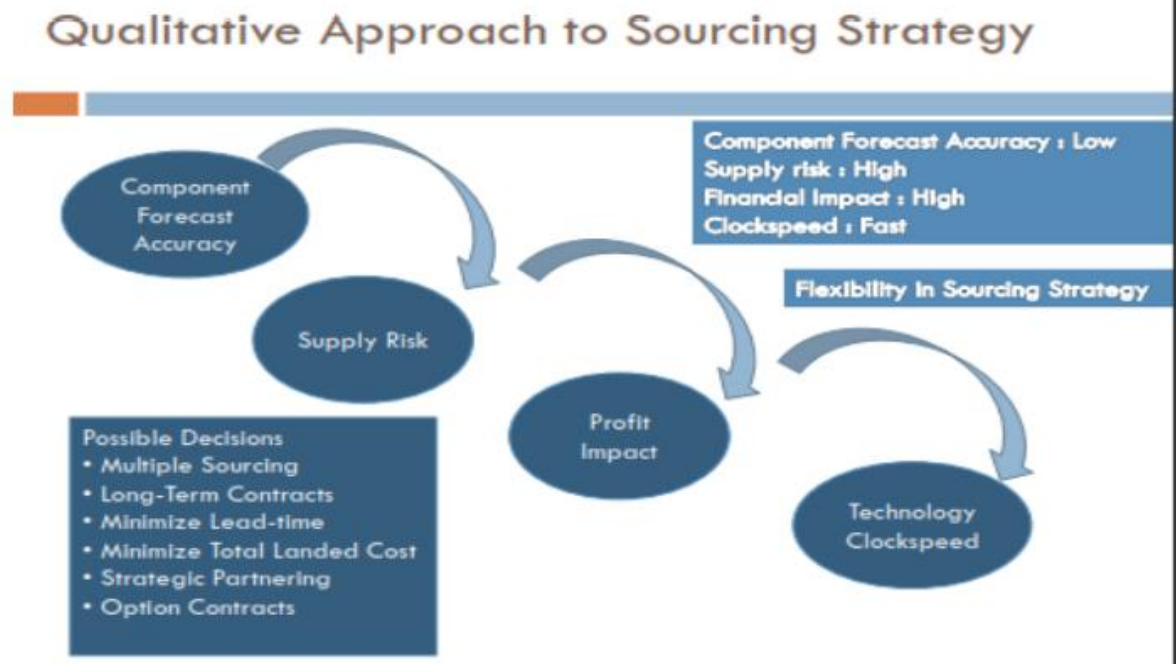 Qualitative Approach to Sourcing Strategy
Component
Forecast
Accuracy
Component Forecast Accuracy : Low
Supply risk : High
Financial Impact : High
Clockspeed : Fast
Flexibility in Sourcing Strategy
Supply Risk
Profit
Impact
Technology
Clockspeed
Possible Decisions
• Multiple Sourcing
• Long-Term Contracts
• Minimize Lead-time
• Minimize Total Landed Cost
• Strategic Partnering
• Option Contracts